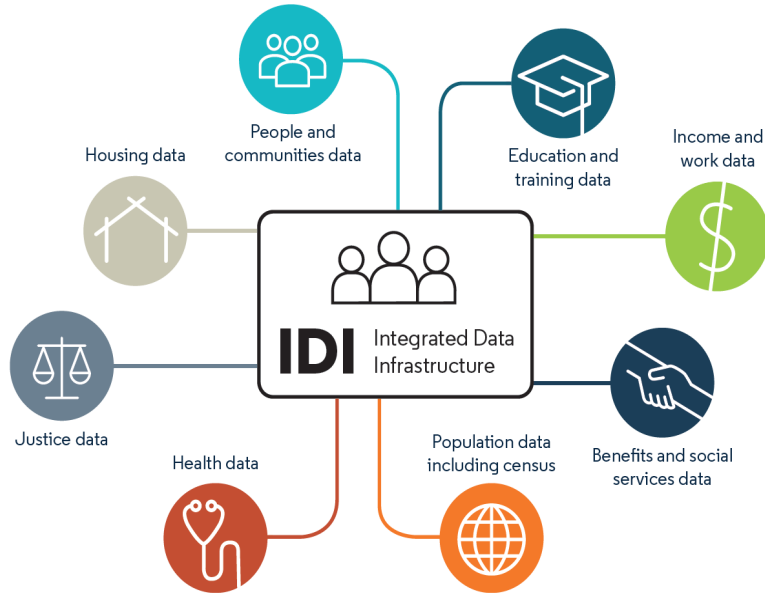 People and
communities data
Education and
training data
Income and
work data
Housing data
IDI
Integrated Data
Infrastructure
Justice data
Benefits and social
services data
Health data
Population data
including census